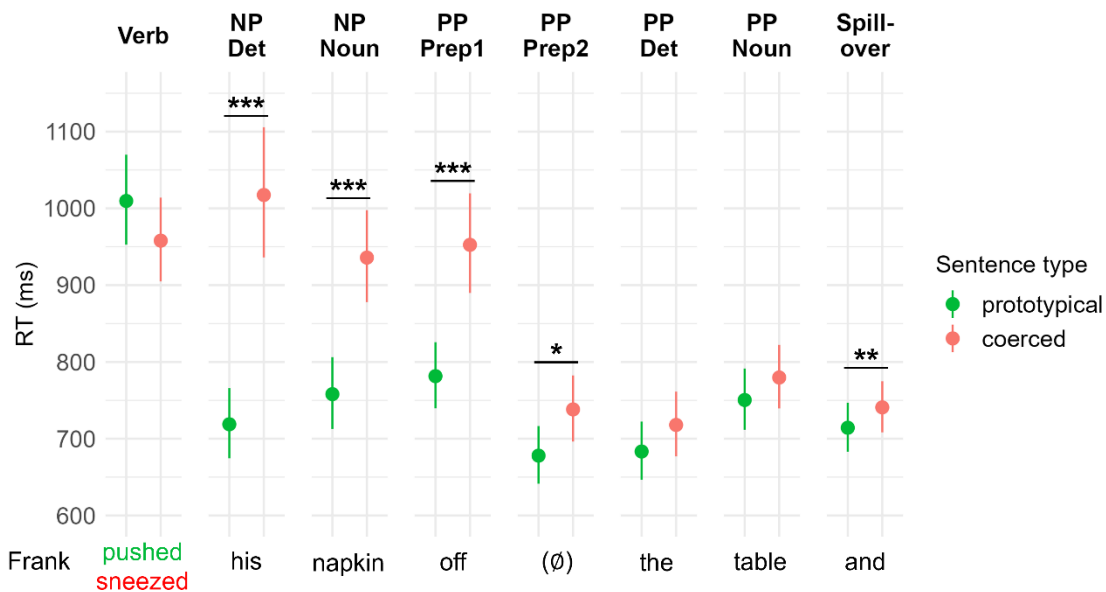 Verb
NP
Det
NP
Noun
PP
Prep1
PP
Prep2
PP
Det
PP
Noun
Spill-
over
RT (ms)
1100
1000
900
800
700
600
***
***
***
*
**
Sentence type
prototypical
coerced
Frank
pushed
sneezed
his
napkin
off
(∅)
the
table
and